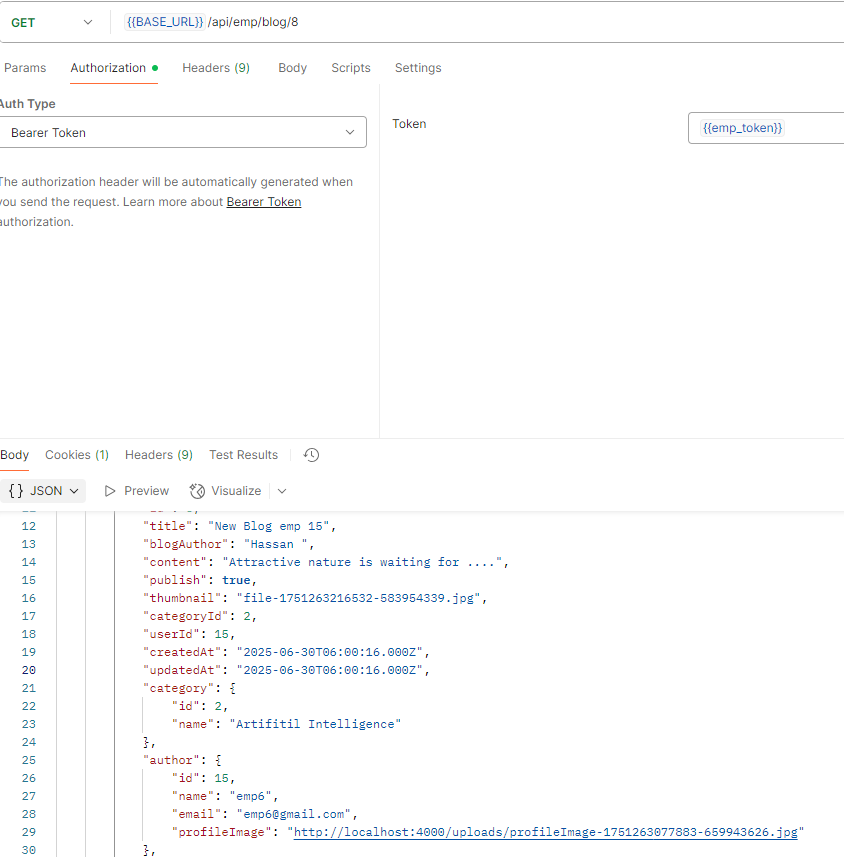 GET {{BASE_URL}} /api/emp/blog/8
Params Authorization Headers (9) Body Scripts Settings
Auth Type
Bearer Token
Token {{emp_token}}
The authorization header will be automatically generated when
you send the request. Learn more about Bearer Token
authorization.
Body Cookies (1) Headers (9) Test Results
{} JSON Preview Visualize
12 "title": "New Blog emp 15",
13 "blogAuthor": "Hassan ",
14 "content": "Attractive nature is waiting for ....",
15 "publish": true,
16 "thumbnail": "file-1751263216532-583954339.jpg",
17 "categoryId": 2,
18 "userId": 15,
19 "createdAt": "2025-06-30T06:00:16.000Z",
20 "updatedAt": "2025-06-30T06:00:16.000Z",
21 "category": {
22 "id": 2,
23 "name": "Artifitil Intelligence"
24 },
25 "author": {
26 "id": 15,
27 "name": "emp6",
28 "email": "emp6@gmail.com",
29 "profileImage": "http://localhost:4000/uploads/profileImage-1751263077883-659943626.jpg"
30 },